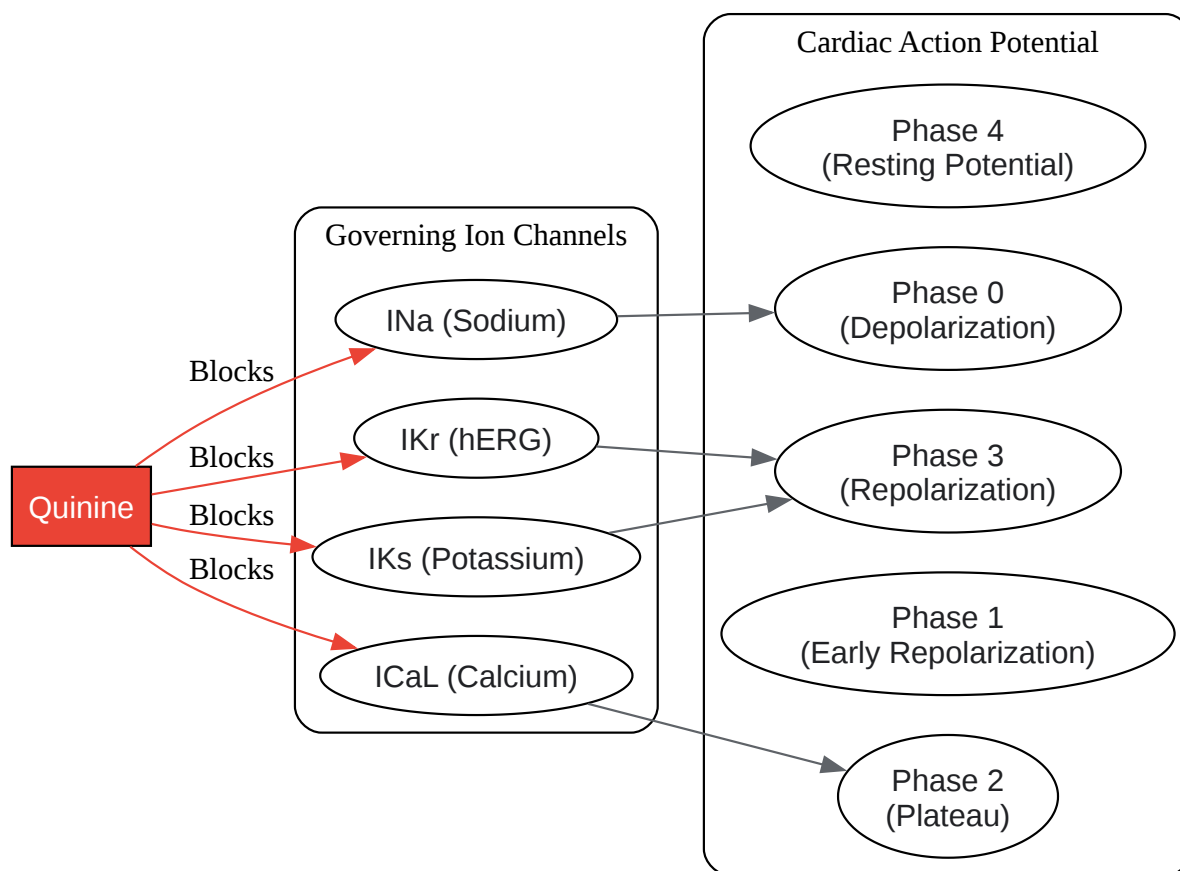 Cardiac Action Potential
Phase 4
(Resting Potential)
Governing Ion Channels
INa (Sodium)
Phase 0
(Depolarization)
Blocks
IKr (hERG)
Blocks
Phase 3
(Repolarization)
Quinine
Blocks
IKs (Potassium)
Blocks
Phase 1
(Early Repolarization)
ICaL (Calcium)
Phase 2
(Plateau)